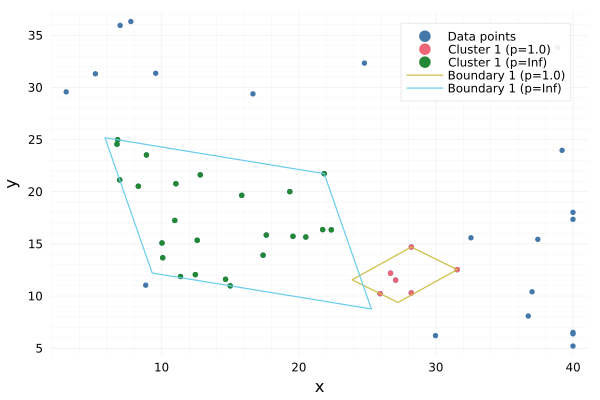 35
30
25
20
15
10
5
y
10
20
30
40
x
Data points
Cluster 1 (p=1.0)
Cluster 1 (p=Inf)
Boundary 1 (p=1.0)
Boundary 1 (p=Inf)